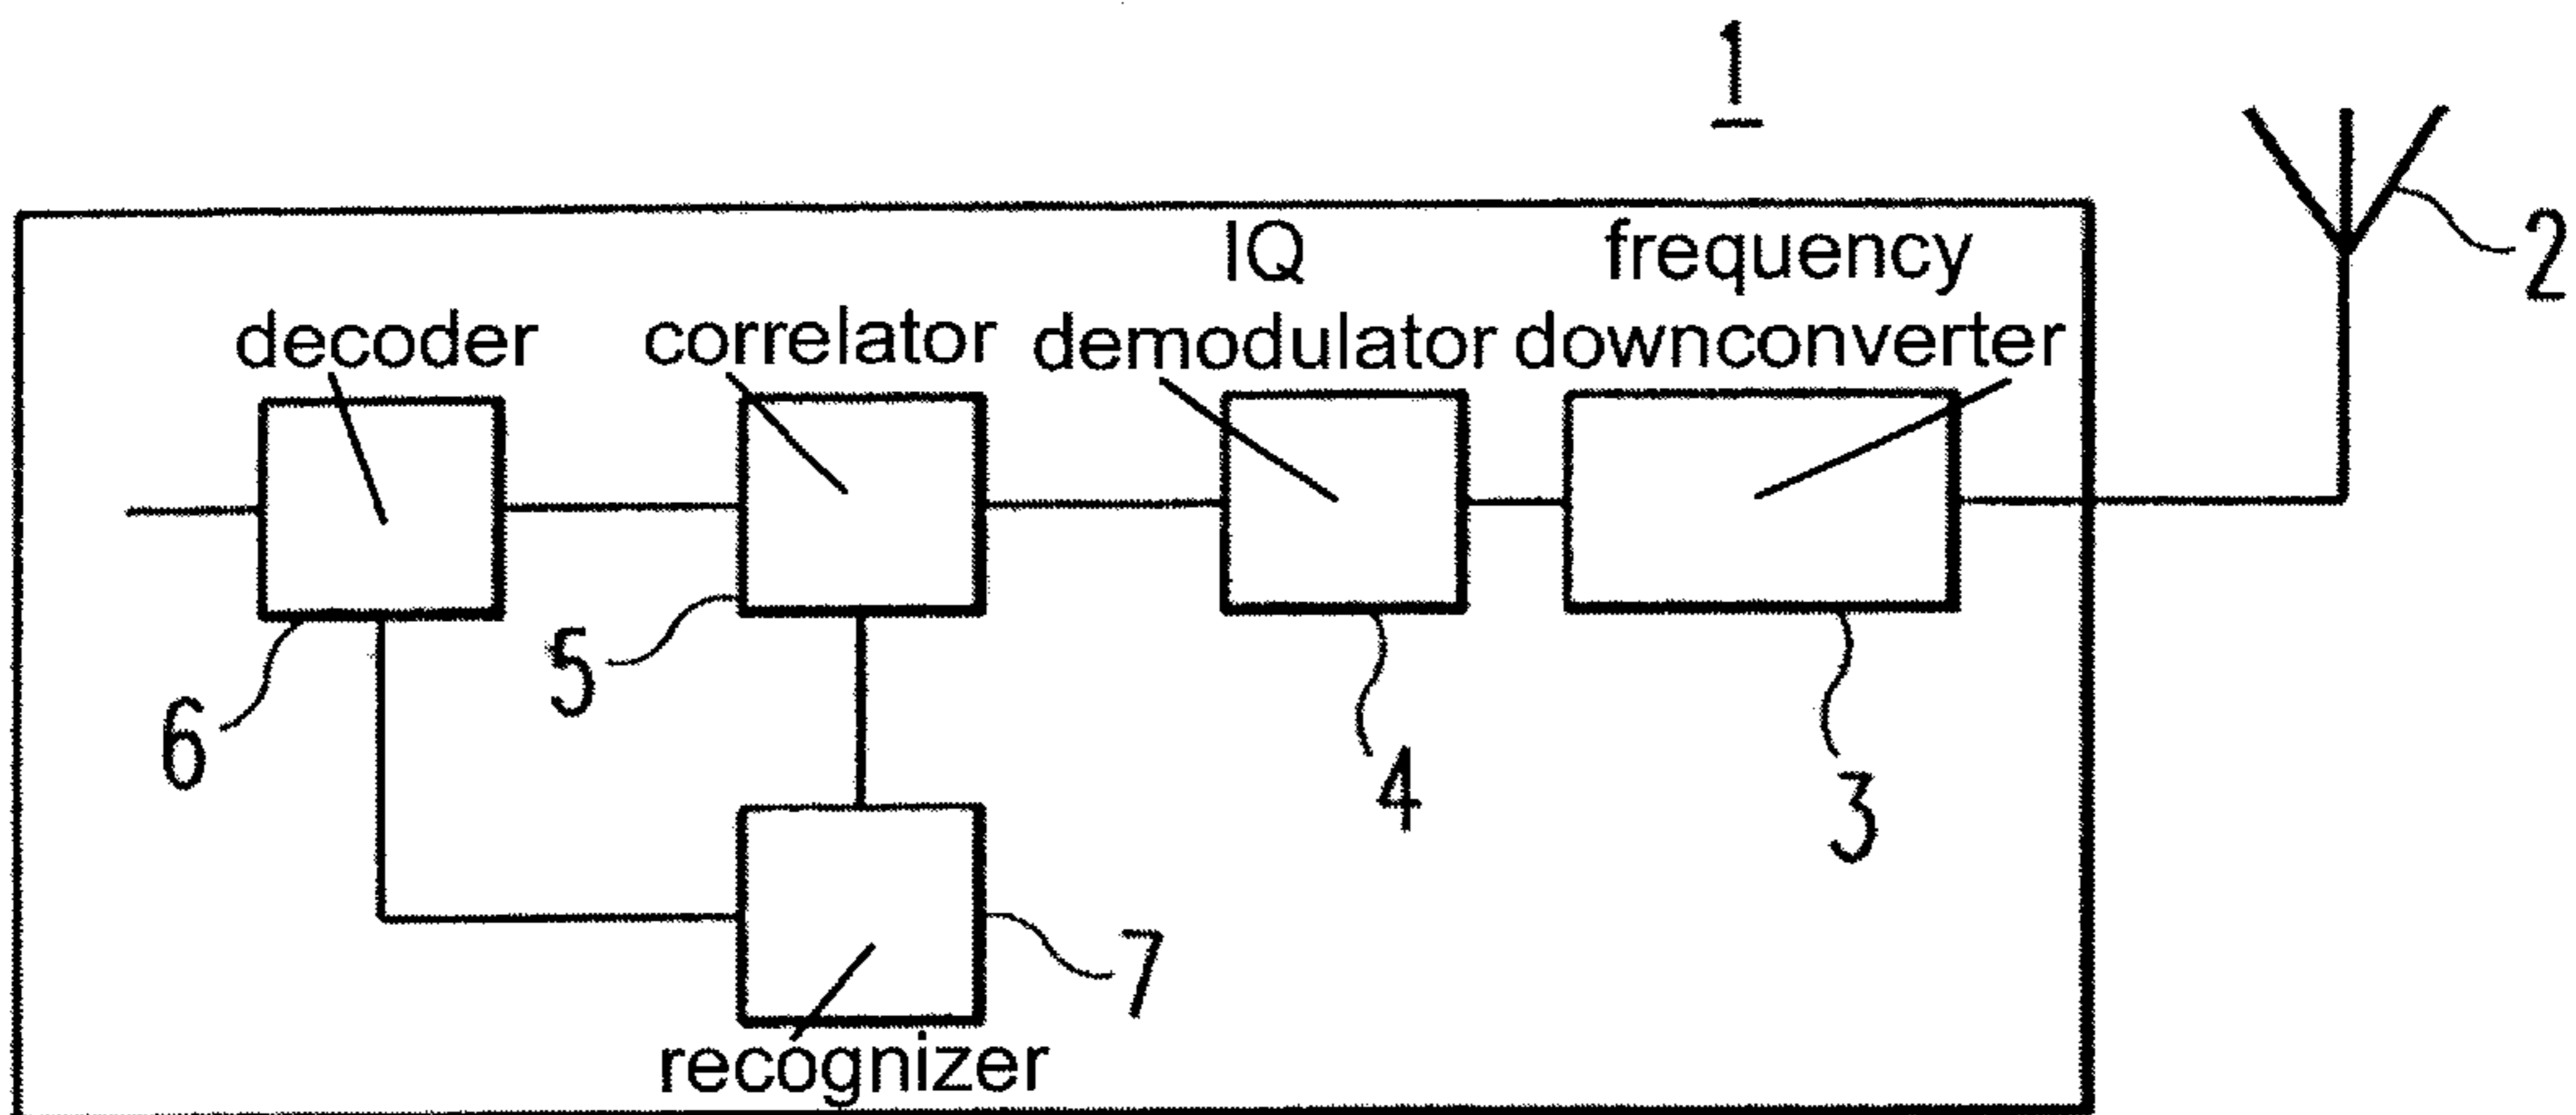 1
2
IQ
frequency
decoder
correlator
demodulator
downconverter
5
6
4
3
7
recognizer